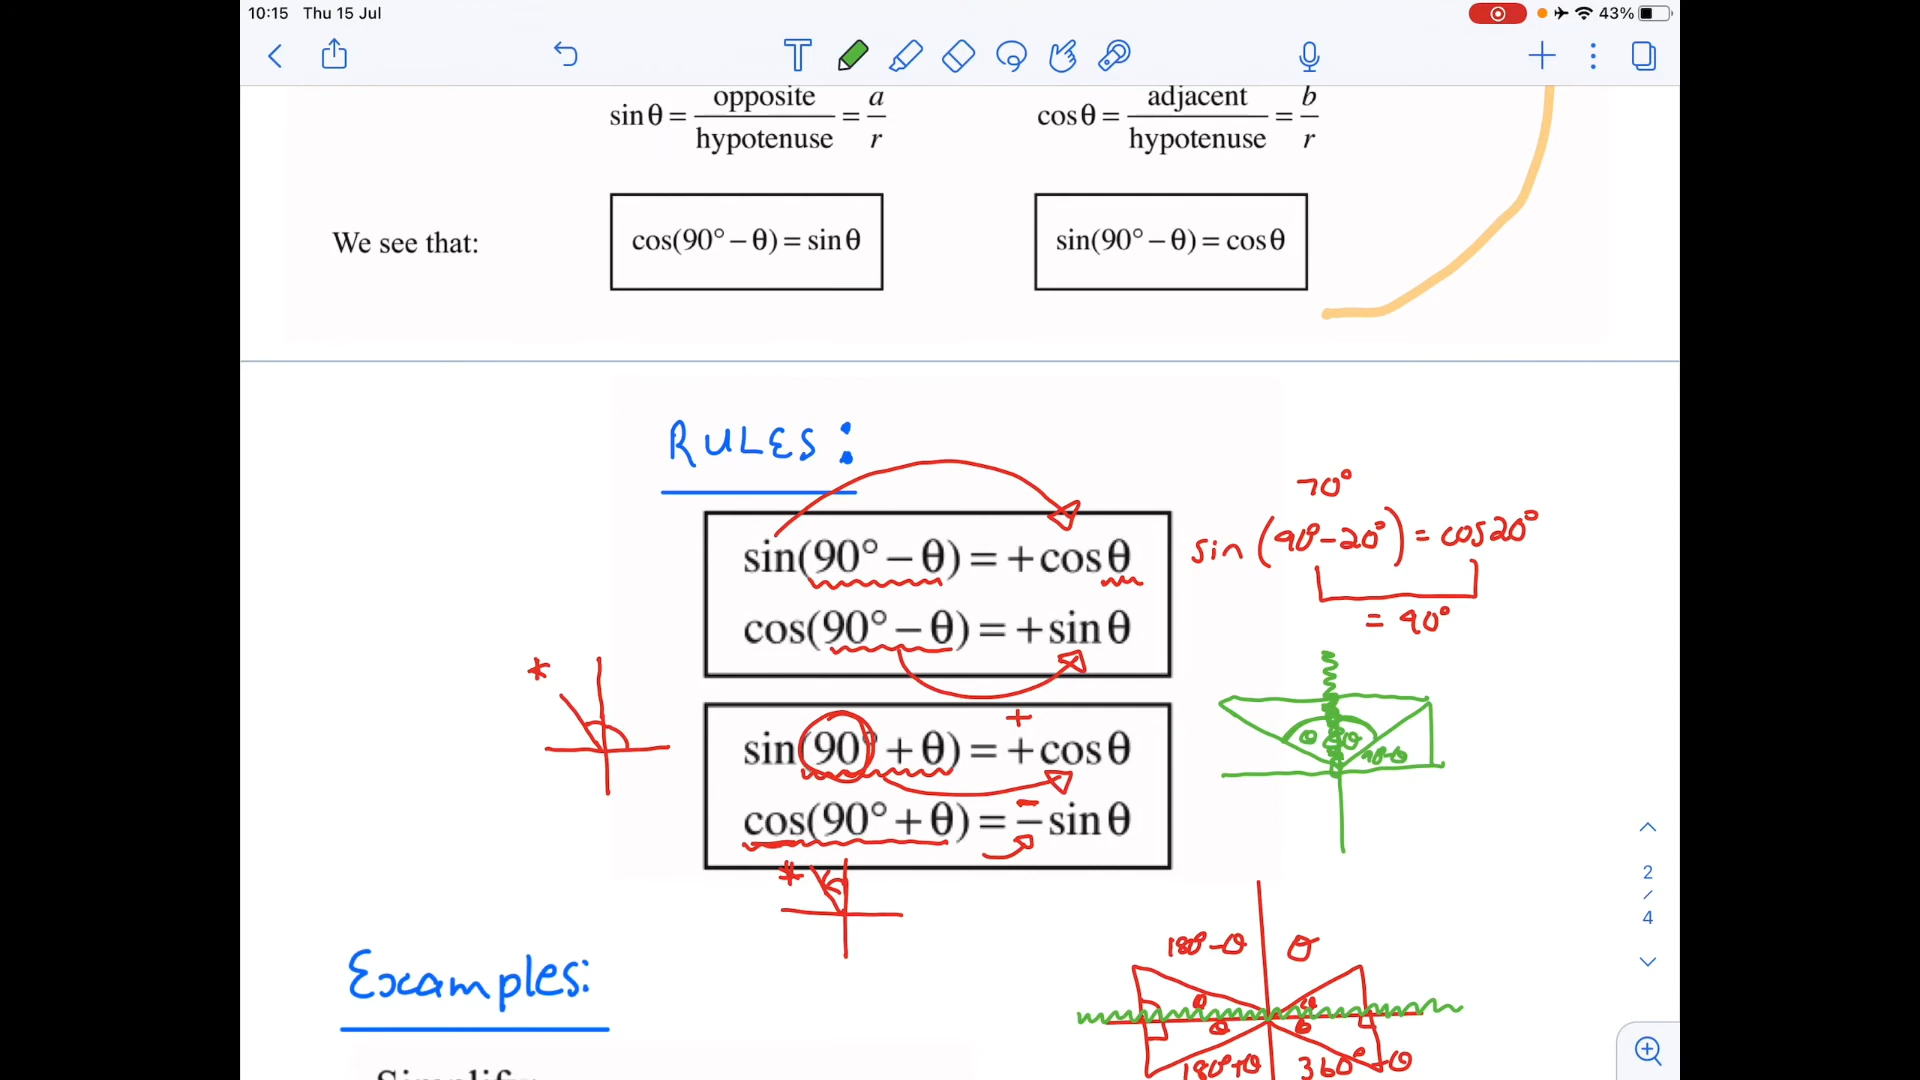 10:15 Thu 15 Jul
43%
sinθ = opposite/hypotenuse = a/r
cosθ = adjacent/hypotenuse = b/r
We see that:
cos(90° − θ) = sinθ
sin(90° − θ) = cosθ
RULES:
70°
sin(90° − θ) = +cosθ
sin (90° − 20°) = cos20°
= 90°
cos(90° − θ) = +sinθ
*
+
sin(90° + θ) = +cosθ
θ θ 90-θ
−
cos(90° + θ) = −sinθ
*
2
/
4
180°-θ θ
Examples:
θ
θ
180°+θ 360°-θ
Simplify: